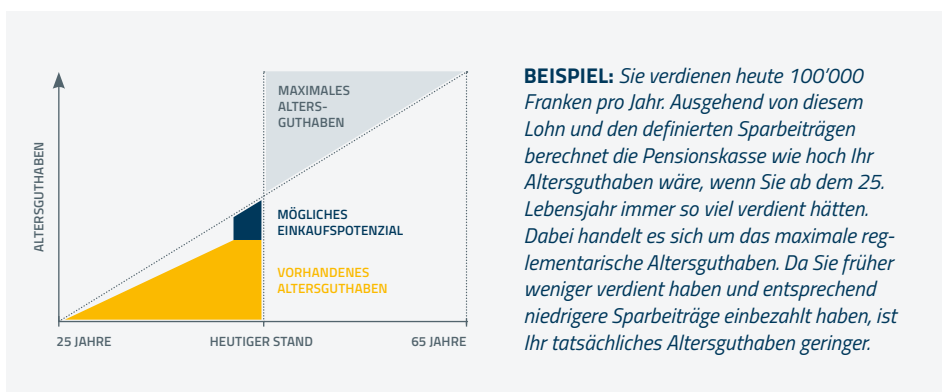 ALTERSGUTHABEN
MAXIMALES
ALTERS-
GUTHABEN
MÖGLICHES
EINKAUFSPOTENZIAL
VORHANDENES
ALTERSGUTHABEN
25 JAHRE
HEUTIGER STAND
65 JAHRE
BEISPIEL: Sie verdienen heute 100’000
Franken pro Jahr. Ausgehend von diesem
Lohn und den definierten Sparbeiträgen
berechnet die Pensionskasse wie hoch Ihr
Altersguthaben wäre, wenn Sie ab dem 25.
Lebensjahr immer so viel verdient hätten.
Dabei handelt es sich um das maximale reg-
lementarische Altersguthaben. Da Sie früher
weniger verdient haben und entsprechend
niedrigere Sparbeiträge einbezahlt haben, ist
Ihr tatsächliches Altersguthaben geringer.